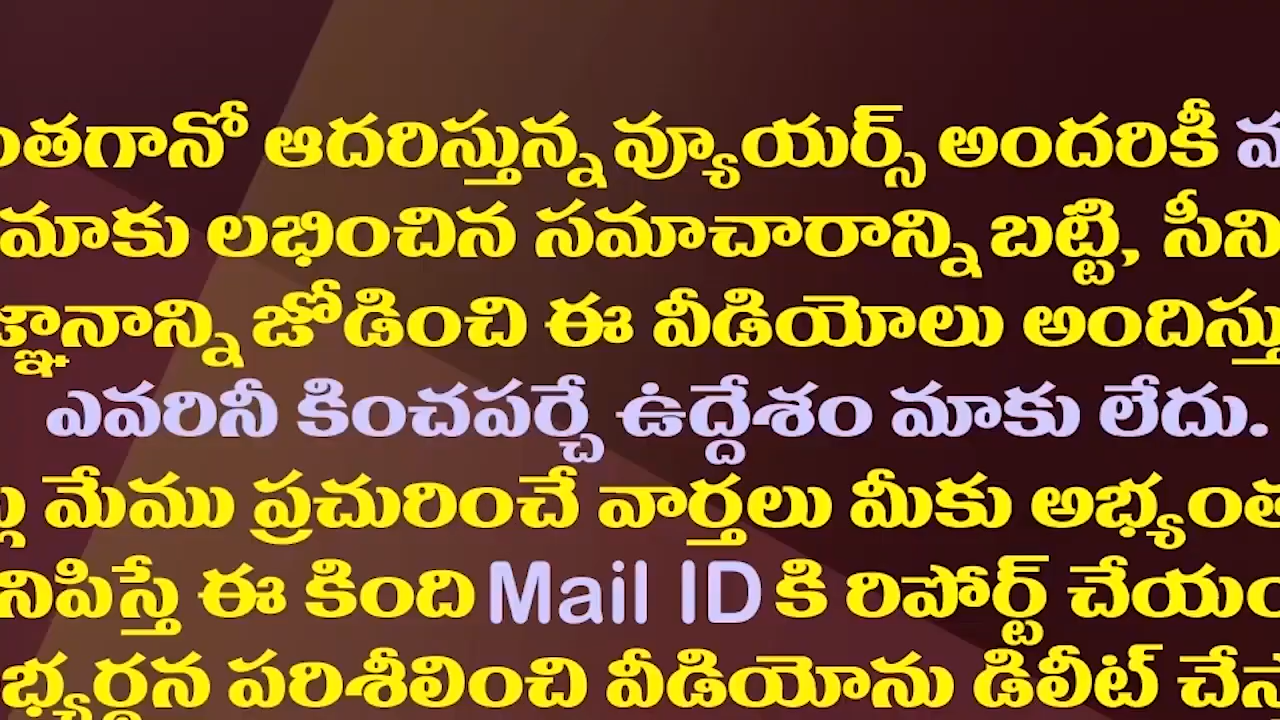 ంతగానో ఆదరిస్తున్న వ్యూయర్స్ అందరికీ
మాకు లభించిన సమాచారాన్ని బట్టి, సీని
జ్ఞానాన్ని జోడించి ఈ వీడియోలు అందిస్తు
ఎవరినీ కించపర్చే ఉద్దేశం మాకు లేదు.
మేము ప్రచురించే వార్తలు మీకు అభ్యంత
నిపిస్తే ఈ కింది Mail ID కి రిపోర్ట్ చేయం
భ్యర్థన పరిశీలించి వీడియోను డిలీట్ చేస